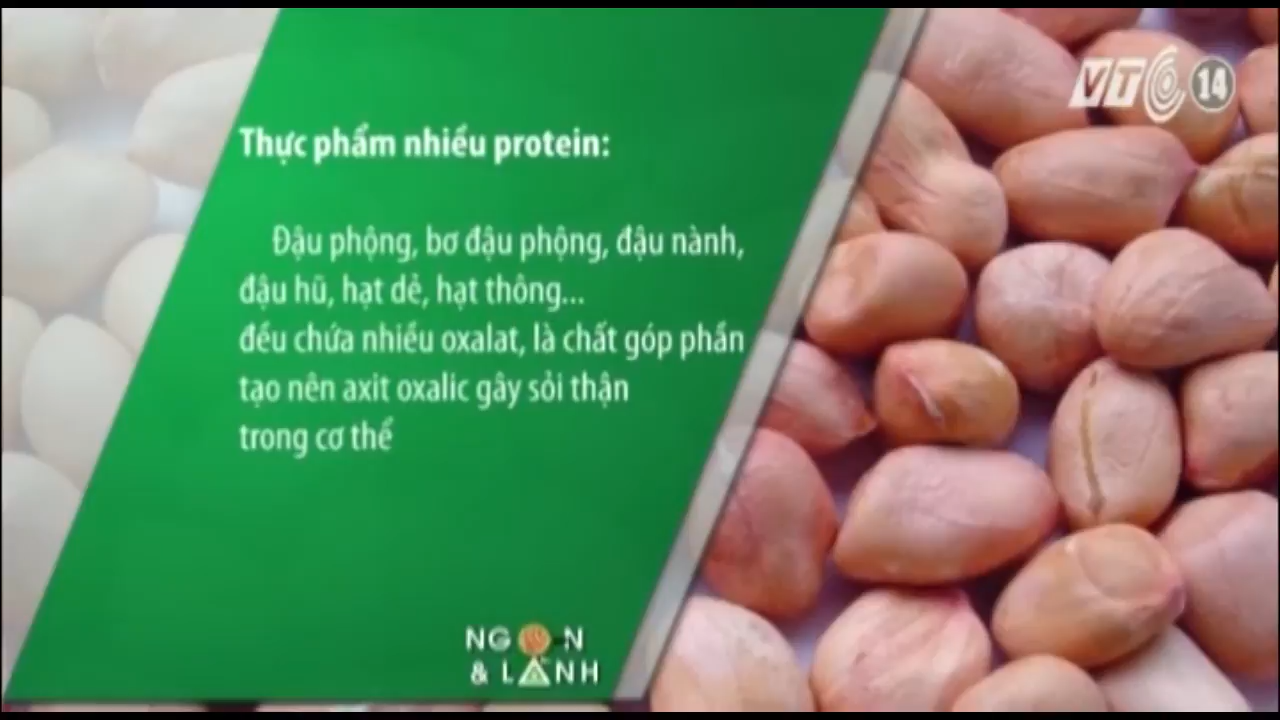 VTC 14
Thực phẩm nhiều protein:
Đậu phộng, bơ đậu phộng, đậu nành,
đậu hũ, hạt dẻ, hạt thông...
đều chứa nhiều oxalat, là chất góp phần
tạo nên axit oxalic gây sỏi thận
trong cơ thể
NGON
& LÀNH